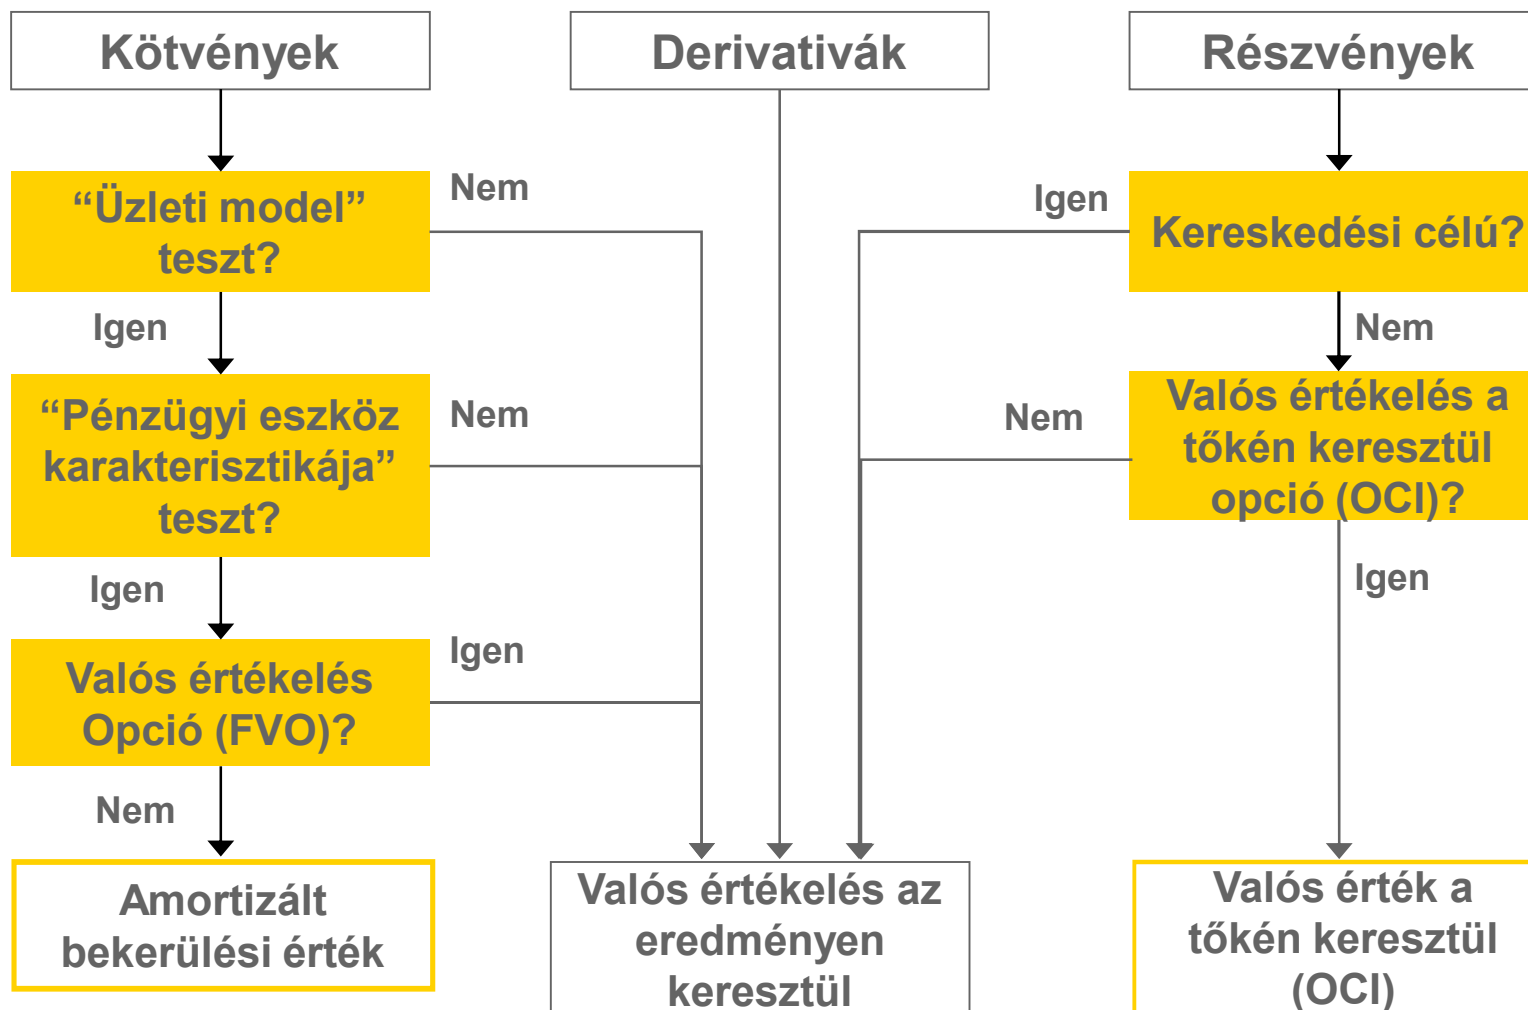 Kötvények
Derivativák
Részvények
“Üzleti model”
teszt?
Nem
Igen
Kereskedési célú?
Igen
Nem
“Pénzügyi eszköz
karakterisztikája”
teszt?
Nem
Nem
Valós értékelés a
tőkén keresztül
opció (OCI)?
Igen
Igen
Valós értékelés
Opció (FVO)?
Igen
Nem
Amortizált
bekerülési érték
Valós értékelés az
eredményen
keresztül
Valós érték a
tőkén keresztül
(OCI)